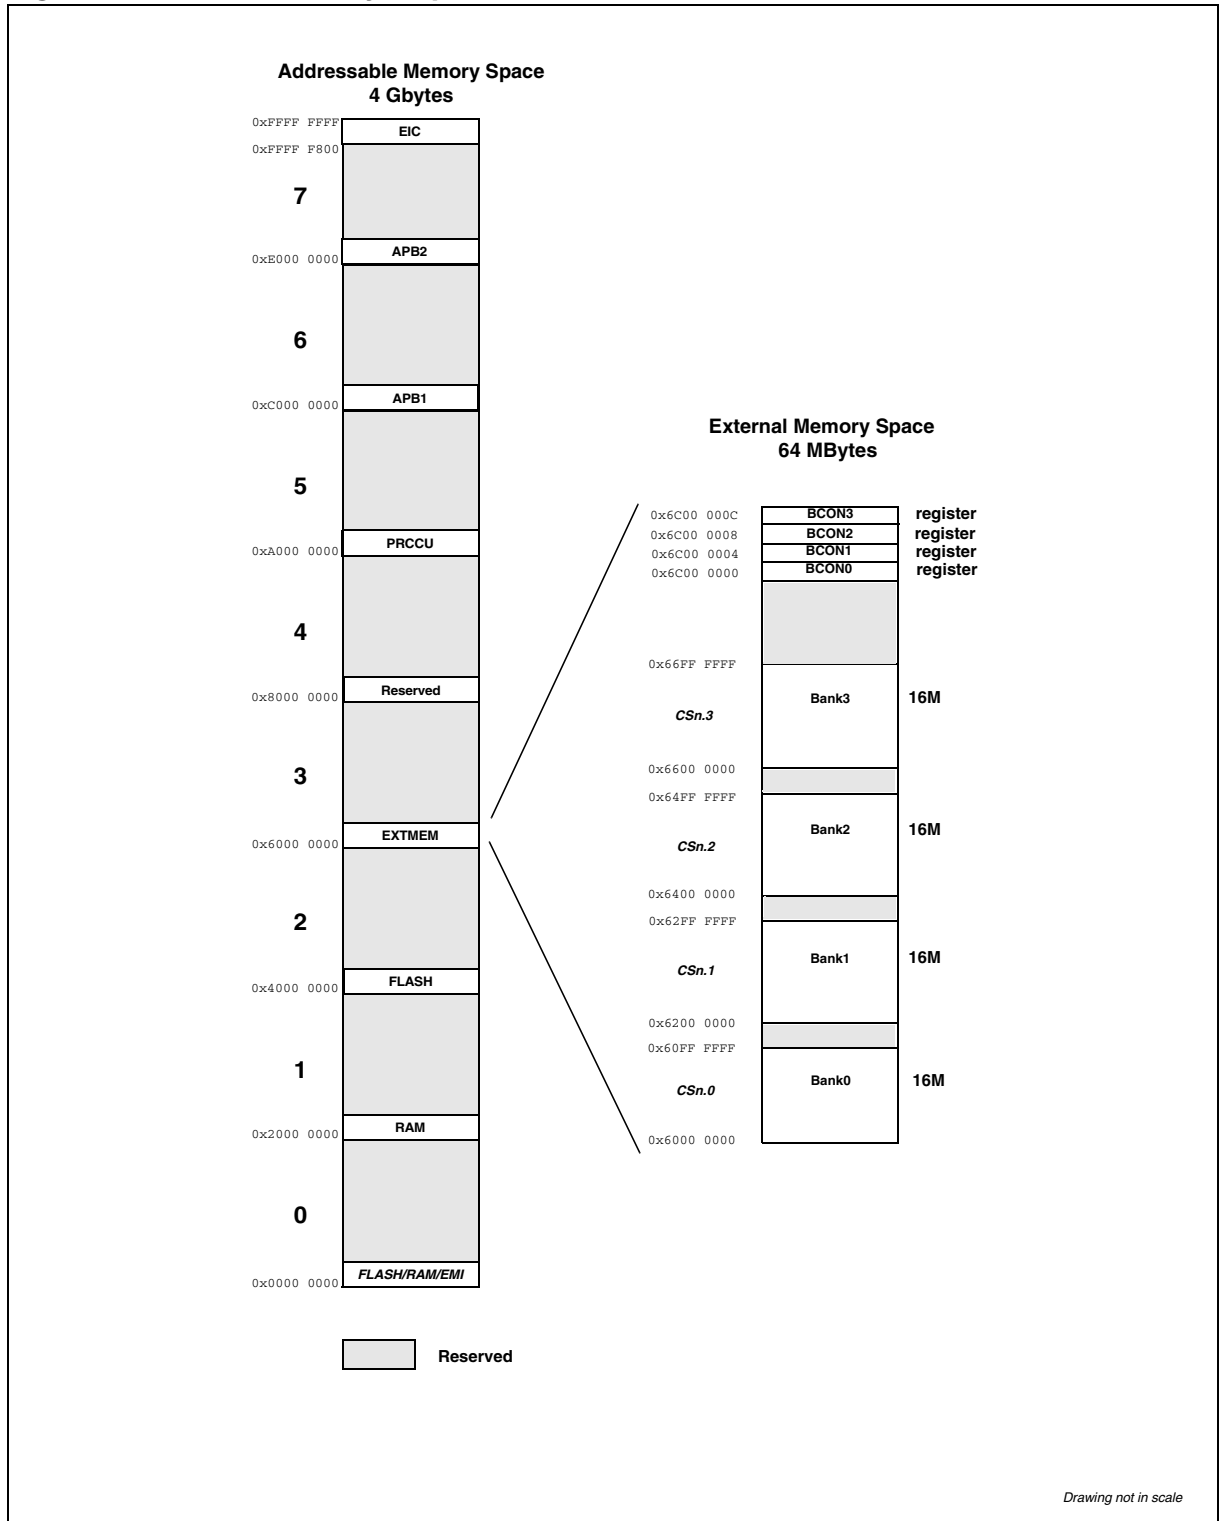 Addressable Memory Space
4 Gbytes
0xFFFF FFFF
EIC
0xFFFF F800
7
APB2
0xE000 0000
6
APB1
0xC000 0000
5
PRCCU
0xA000 0000
4
Reserved
0x8000 0000
3
EXTMEM
0x6000 0000
2
FLASH
0x4000 0000
1
RAM
0x2000 0000
0
FLASH/RAM/EMI
0x0000 0000
Reserved
External Memory Space
64 MBytes
0x6C00 000C BCON3 register
0x6C00 0008 BCON2 register
0x6C00 0004 BCON1 register
0x6C00 0000 BCON0 register
0x66FF FFFF
Bank3 16M
CSn.3
0x6600 0000
0x64FF FFFF
Bank2 16M
CSn.2
0x6400 0000
0x62FF FFFF
Bank1 16M
CSn.1
0x6200 0000
0x60FF FFFF
Bank0 16M
CSn.0
0x6000 0000
Drawing not in scale